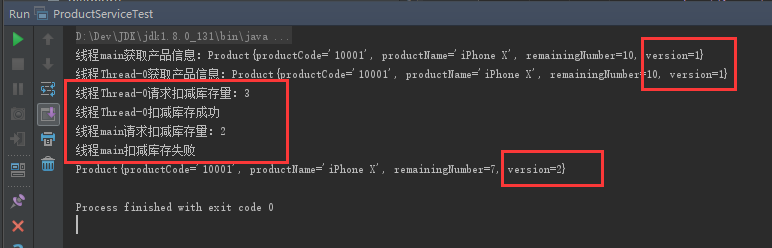 Run ProductServiceTest
D:\Dev\JDK\jdk1.8.0_131\bin\java ...
线程main获取产品信息: Product{productCode='10001', productName='iPhone X', remainingNumber=10, version=1}
线程Thread-0获取产品信息: Product{productCode='10001', productName='iPhone X', remainingNumber=10, version=1}
线程Thread-0请求扣减库存量: 3
线程Thread-0扣减库存成功
线程main请求扣减库存量: 2
线程main扣减库存失败
Product{productCode='10001', productName='iPhone X', remainingNumber=7, version=2}
Process finished with exit code 0